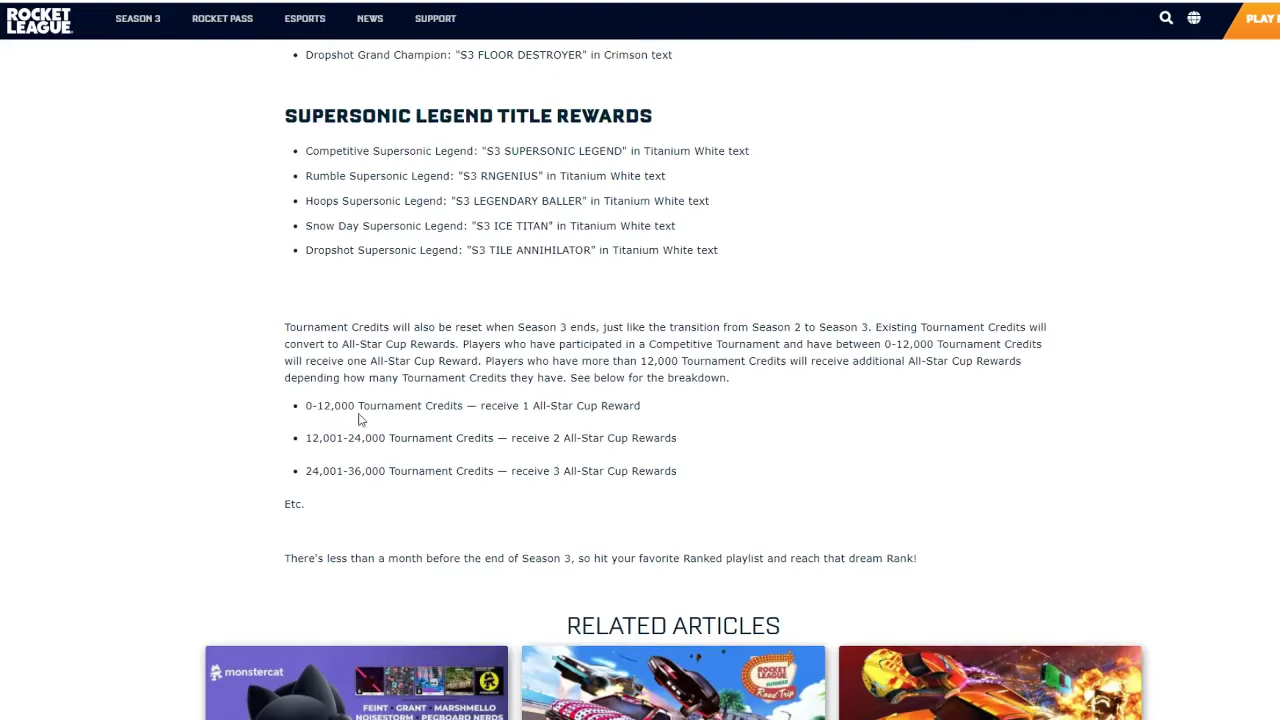 ROCKET
LEAGUE
SEASON 3
ROCKET PASS
ESPORTS
NEWS
SUPPORT
PLAY
• Dropshot Grand Champion: "S3 FLOOR DESTROYER" in Crimson text
SUPERSONIC LEGEND TITLE REWARDS
• Competitive Supersonic Legend: "S3 SUPERSONIC LEGEND" in Titanium White text
• Rumble Supersonic Legend: "S3 RNGENIUS" in Titanium White text
• Hoops Supersonic Legend: "S3 LEGENDARY BALLER" in Titanium White text
• Snow Day Supersonic Legend: "S3 ICE TITAN" in Titanium White text
• Dropshot Supersonic Legend: "S3 TILE ANNIHILATOR" in Titanium White text
Tournament Credits will also be reset when Season 3 ends, just like the transition from Season 2 to Season 3. Existing Tournament Credits will
convert to All-Star Cup Rewards. Players who have participated in a Competitive Tournament and have between 0-12,000 Tournament Credits
will receive one All-Star Cup Reward. Players who have more than 12,000 Tournament Credits will receive additional All-Star Cup Rewards
depending how many Tournament Credits they have. See below for the breakdown.
• 0-12,000 Tournament Credits — receive 1 All-Star Cup Reward
• 12,001-24,000 Tournament Credits — receive 2 All-Star Cup Rewards
• 24,001-36,000 Tournament Credits — receive 3 All-Star Cup Rewards
Etc.
There's less than a month before the end of Season 3, so hit your favorite Ranked playlist and reach that dream Rank!
RELATED ARTICLES
monstercat
FEINT · GRANT · MARSHMELLO
NOISESTORM · PEGBOARD NERDS
ROCKET
LEAGUE
SUMMER
Road Trip